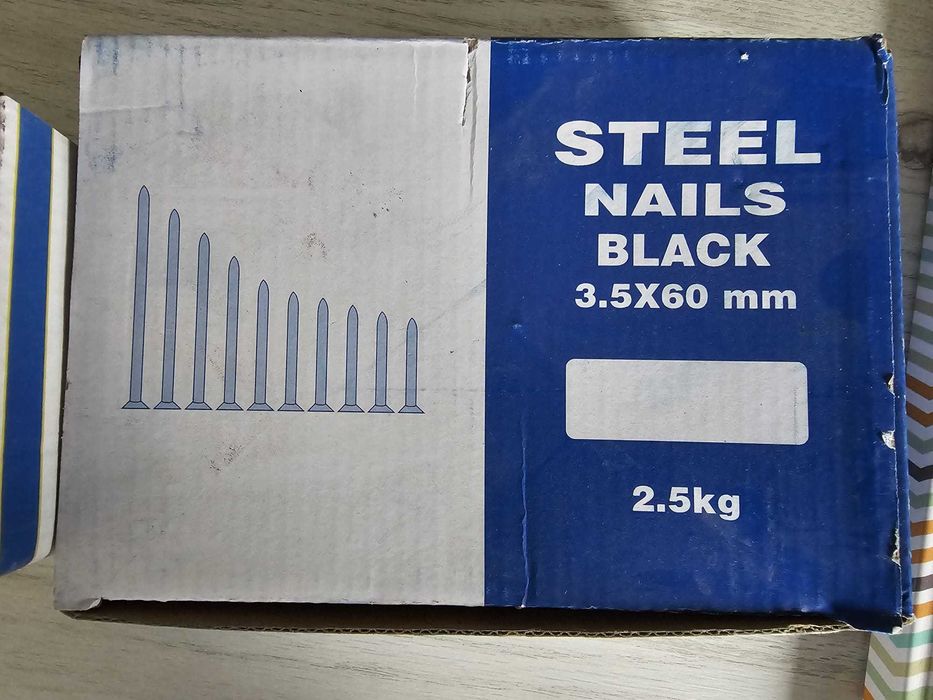 STEEL
NAILS
BLACK
3.5X60 mm
2.5kg